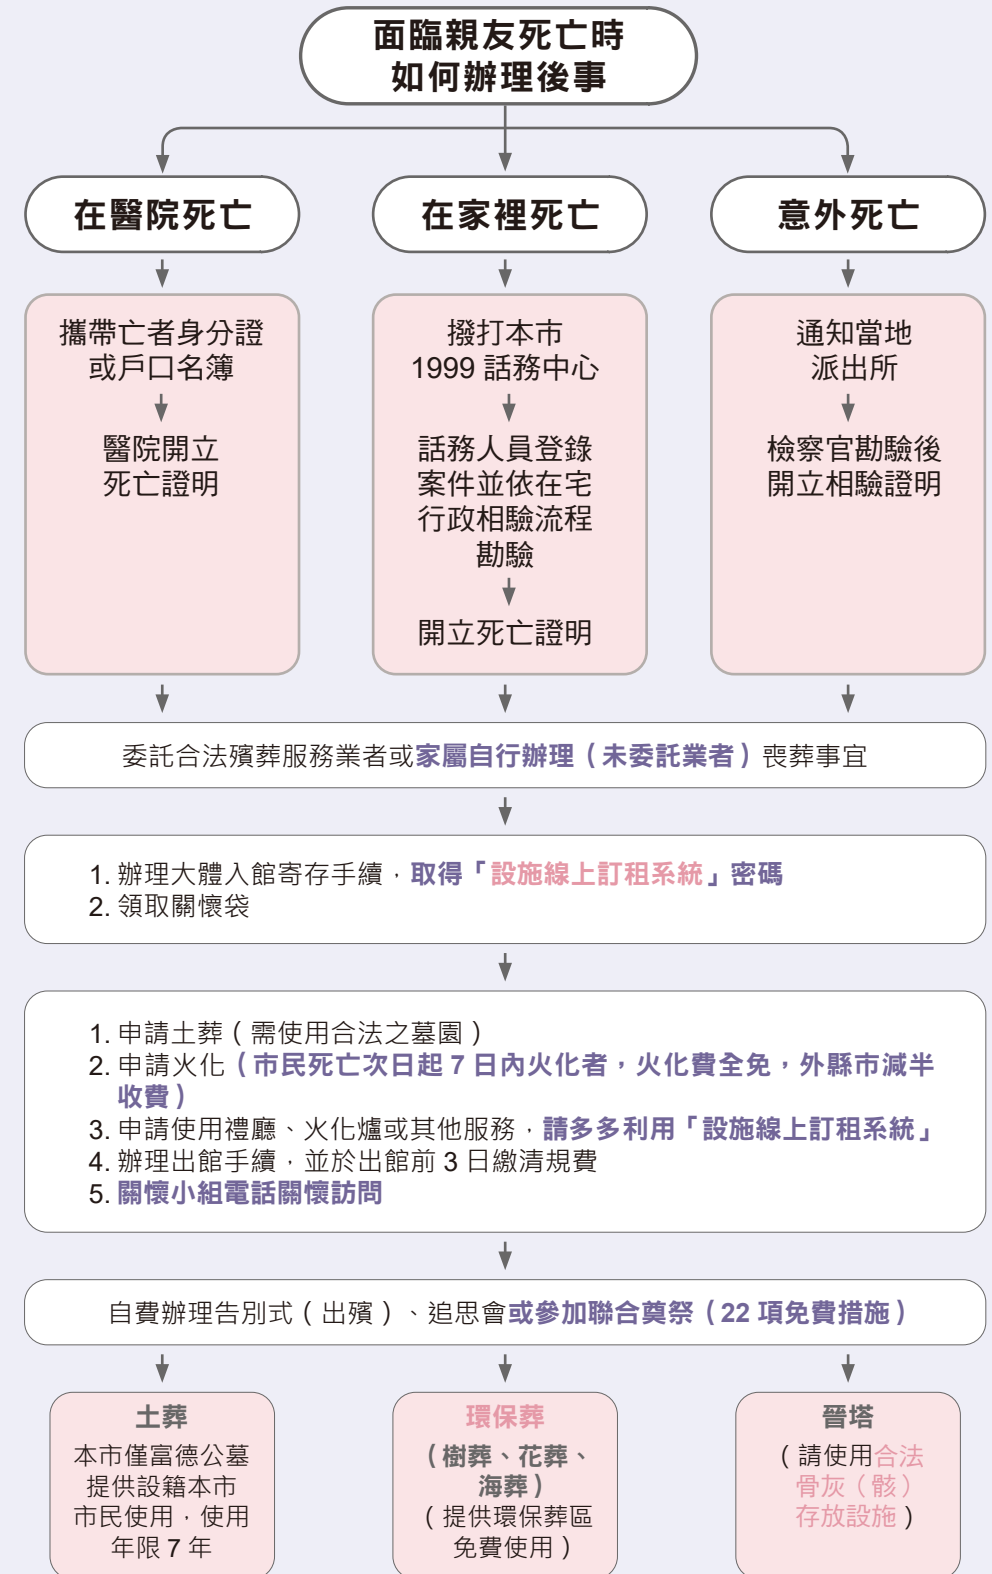 面臨親友死亡時
如何辦理後事
在醫院死亡
在家裡死亡
意外死亡
攜帶亡者身分證
或戶口名簿
醫院開立
死亡證明
撥打本市
1999 話務中心
話務人員登錄
案件並依在宅
行政相驗流程
勘驗
開立死亡證明
通知當地
派出所
檢察官勘驗後
開立相驗證明
委託合法殯葬服務業者或家屬自行辦理（未委託業者）喪葬事宜
1. 辦理大體入館寄存手續，取得「設施線上訂租系統」密碼
2. 領取關懷袋
1. 申請土葬（需使用合法之墓園）
2. 申請火化（市民死亡次日起 7 日內火化者，火化費全免，外縣市減半
收費）
3. 申請使用禮廳、火化爐或其他服務，請多多利用「設施線上訂租系統」
4. 辦理出館手續，並於出館前 3 日繳清規費
5. 關懷小組電話關懷訪問
自費辦理告別式（出殯）、追思會或參加聯合奠祭（22 項免費措施）
土葬
本市僅富德公墓
提供設籍本市
市民使用，使用
年限 7 年
環保葬
（樹葬、花葬、
海葬）
（提供環保葬區
免費使用）
晉塔
（請使用合法
骨灰（骸）
存放設施）